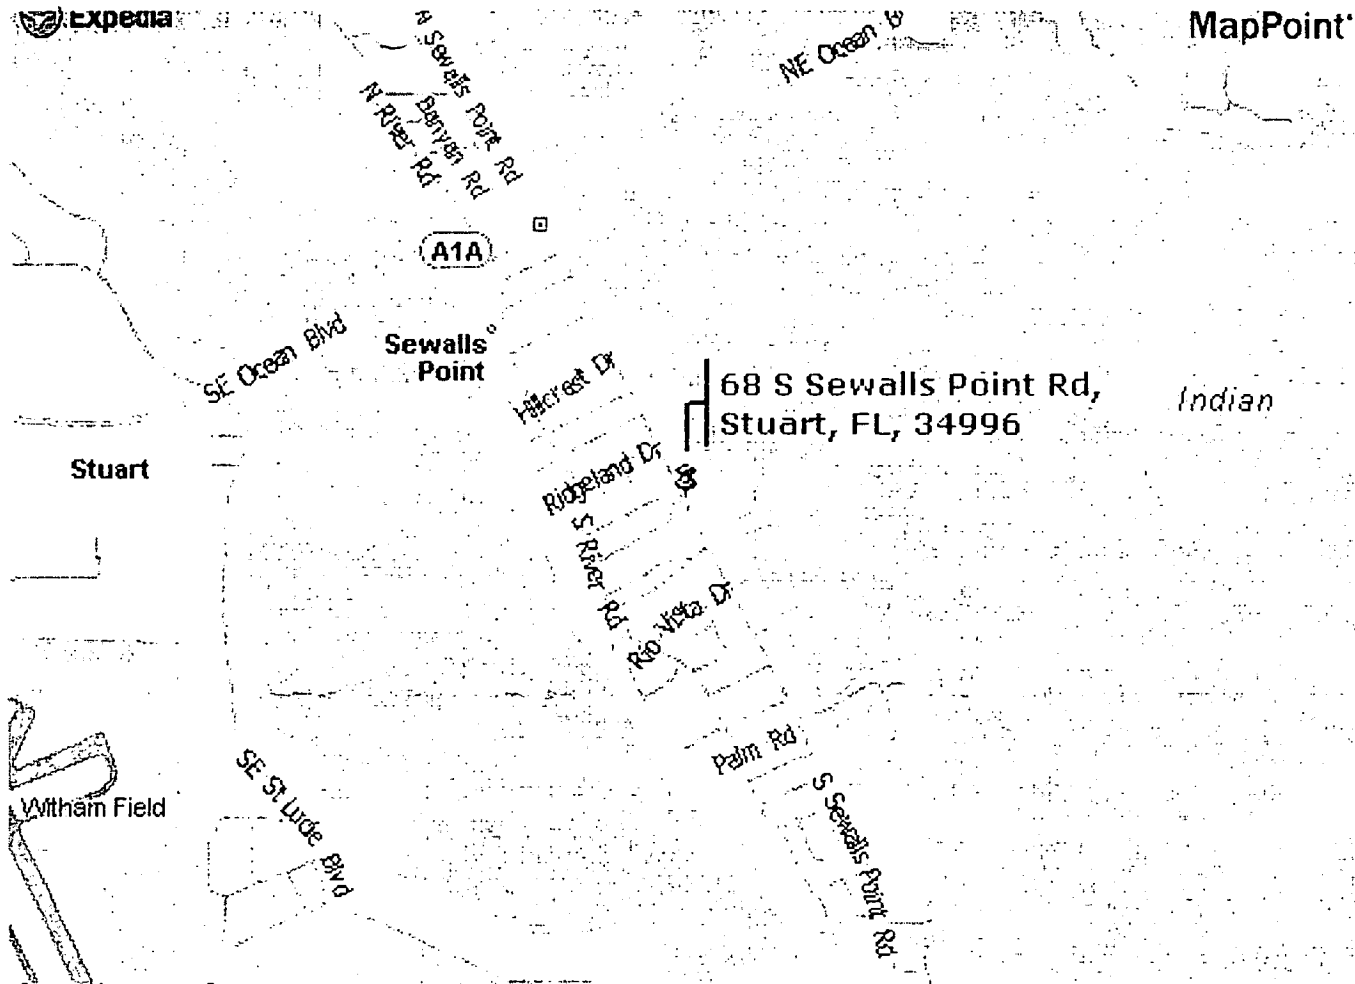 Expedia
MapPoint
NE Ocean B
N Sewalls Point Rd
Banyan Rd
N River Rd
A1A
SE Ocean Blvd
Sewalls
Point
Hillcrest Dr
68 S Sewalls Point Rd,
Stuart, FL, 34996
Indian
Stuart
Ridgeland Dr
S River Rd
Rio Vista Dr
Palm Rd
SE St Lucie Blvd
Witham Field
S Sewalls Point Rd